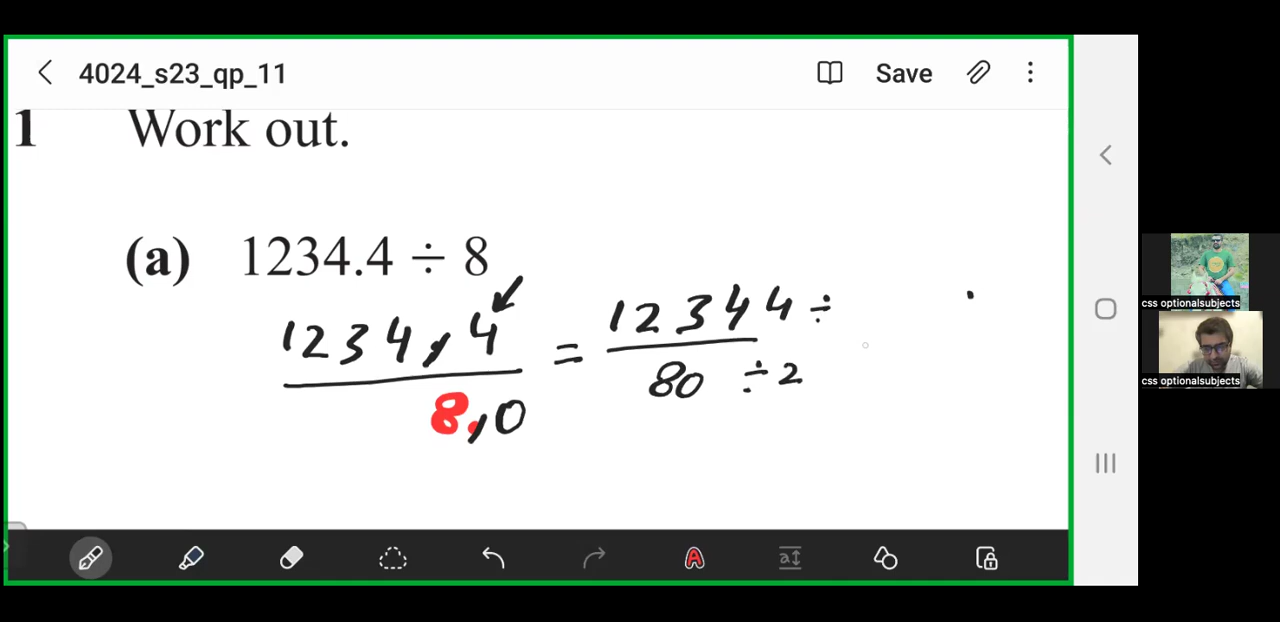 4024_s23_qp_11
Save
1 Work out.
(a) 1234.4 ÷ 8
1234.4 / 8.0 = 12344 ÷ / 80 ÷ 2
css optionalsubjects
css optionalsubjects
A
a